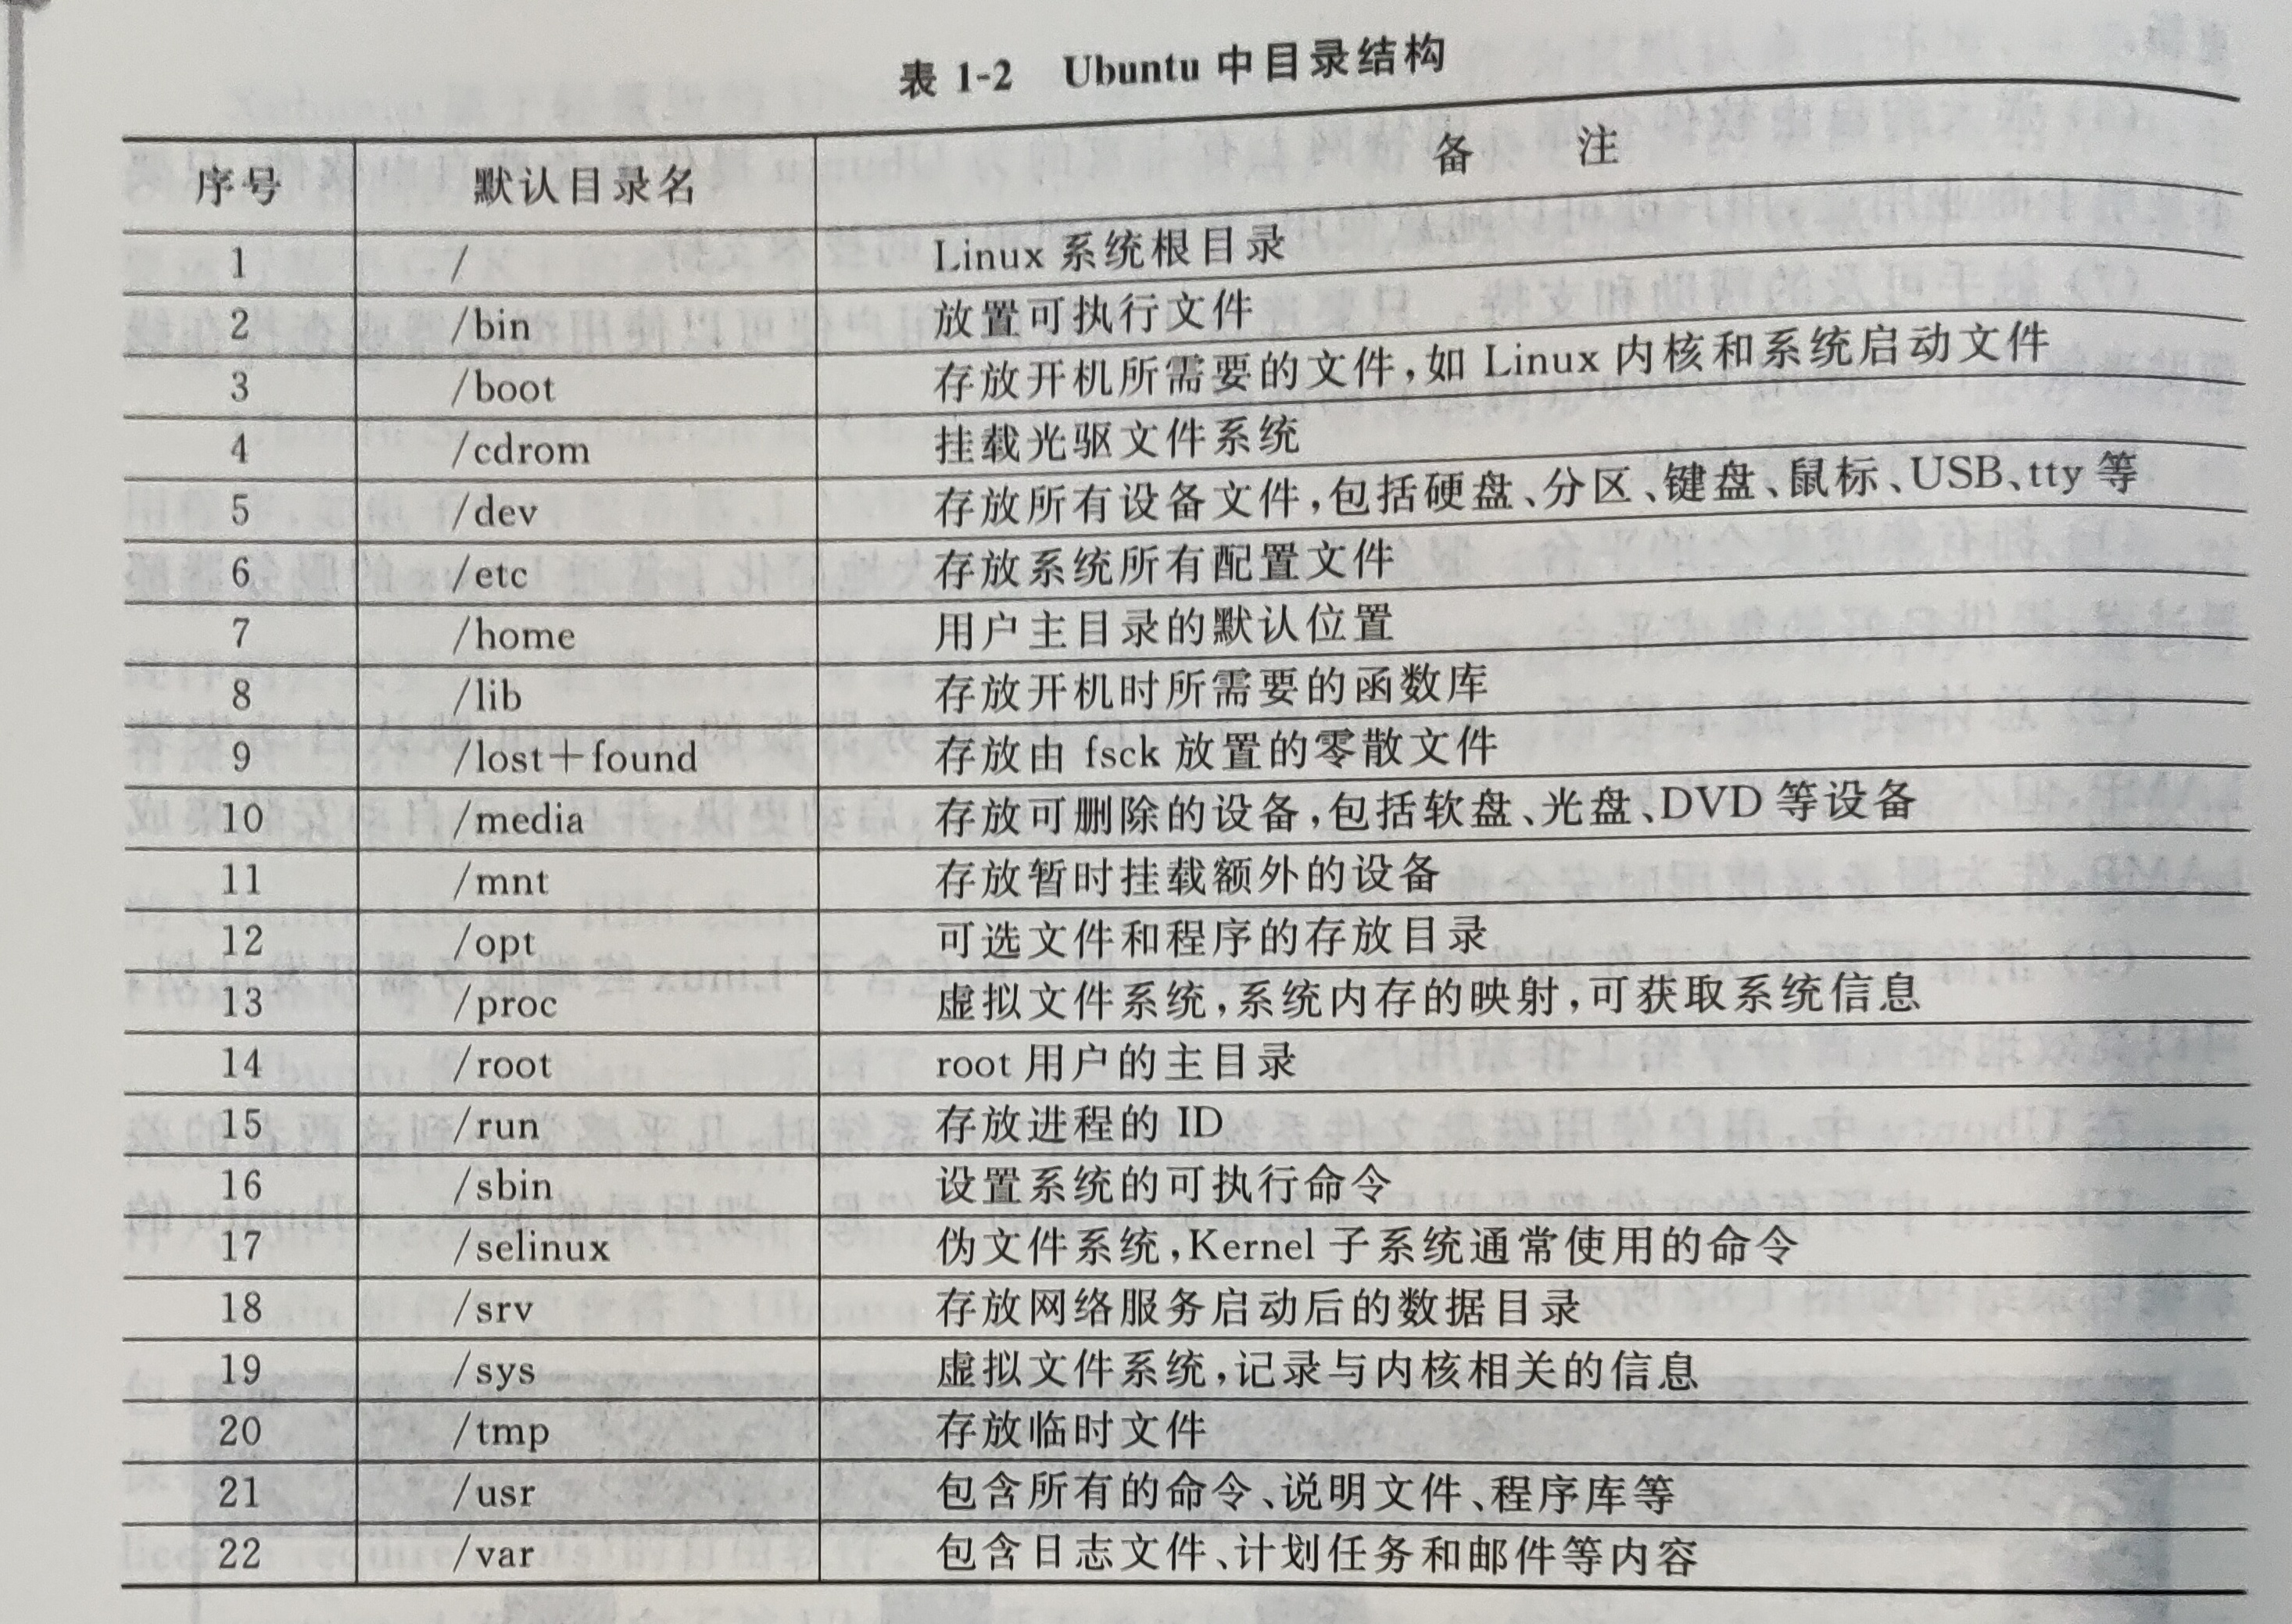 表 1-2 Ubuntu 中目录结构
序号 默认目录名 备 注
1 / Linux 系统根目录
2 /bin 放置可执行文件
3 /boot 存放开机所需要的文件,如 Linux 内核和系统启动文件
4 /cdrom 挂载光驱文件系统
5 /dev 存放所有设备文件,包括硬盘、分区、键盘、鼠标、USB、tty 等
6 /etc 存放系统所有配置文件
7 /home 用户主目录的默认位置
8 /lib 存放开机时所需要的函数库
9 /lost+found 存放由 fsck 放置的零散文件
10 /media 存放可删除的设备,包括软盘、光盘、DVD 等设备
11 /mnt 存放暂时挂载额外的设备
12 /opt 可选文件和程序的存放目录
13 /proc 虚拟文件系统,系统内存的映射,可获取系统信息
14 /root root 用户的主目录
15 /run 存放进程的 ID
16 /sbin 设置系统的可执行命令
17 /selinux 伪文件系统,Kernel 子系统通常使用的命令
18 /srv 存放网络服务启动后的数据目录
19 /sys 虚拟文件系统,记录与内核相关的信息
20 /tmp 存放临时文件
21 /usr 包含所有的命令、说明文件、程序库等
22 /var 包含日志文件、计划任务和邮件等内容